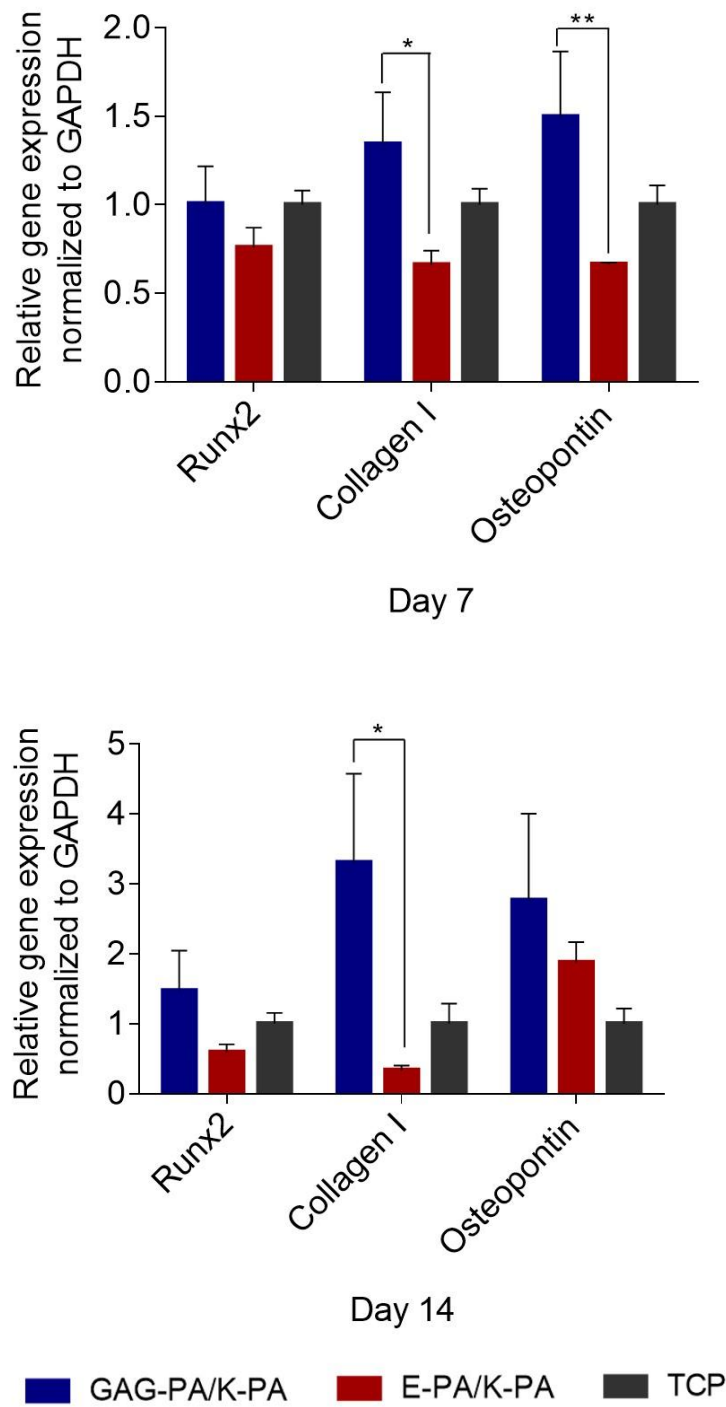 Relative gene expression
normalized to GAPDH
2.0
1.5
1.0
0.5
0.0
*
**
Runx2
Collagen I
Osteopontin
Day 7
Relative gene expression
normalized to GAPDH
5
4
3
2
1
0
*
Runx2
Collagen I
Osteopontin
Day 14
GAG-PA/K-PA E-PA/K-PA TCP